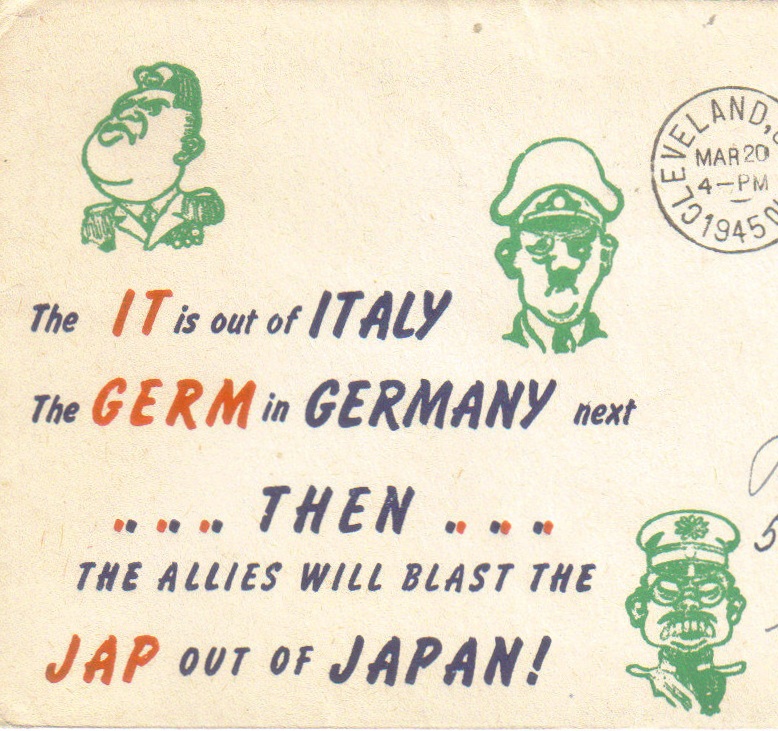 CLEVELAND,
MAR 20
4-PM
1945
The IT is out of ITALY
The GERM in GERMANY next
.. .. .. THEN .. .. ..
THE ALLIES WILL BLAST THE
JAP OUT OF JAPAN!
5